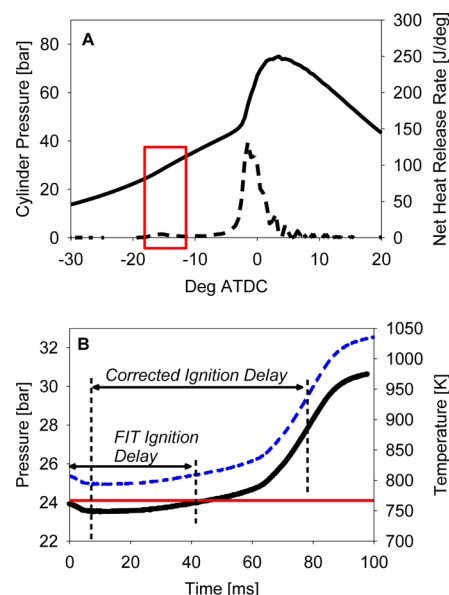 A
Cylinder Pressure [bar]
80
60
40
20
0
300
250
200
150
100
50
0
Net Heat Release Rate [J/deg]
-30 -20 -10 0 10 20
Deg ATDC
B
Pressure [bar]
32
30
28
26
24
22
Corrected Ignition Delay
FIT Ignition
Delay
1050
1000
950
900
850
800
750
700
Temperature [K]
0 20 40 60 80 100
Time [ms]